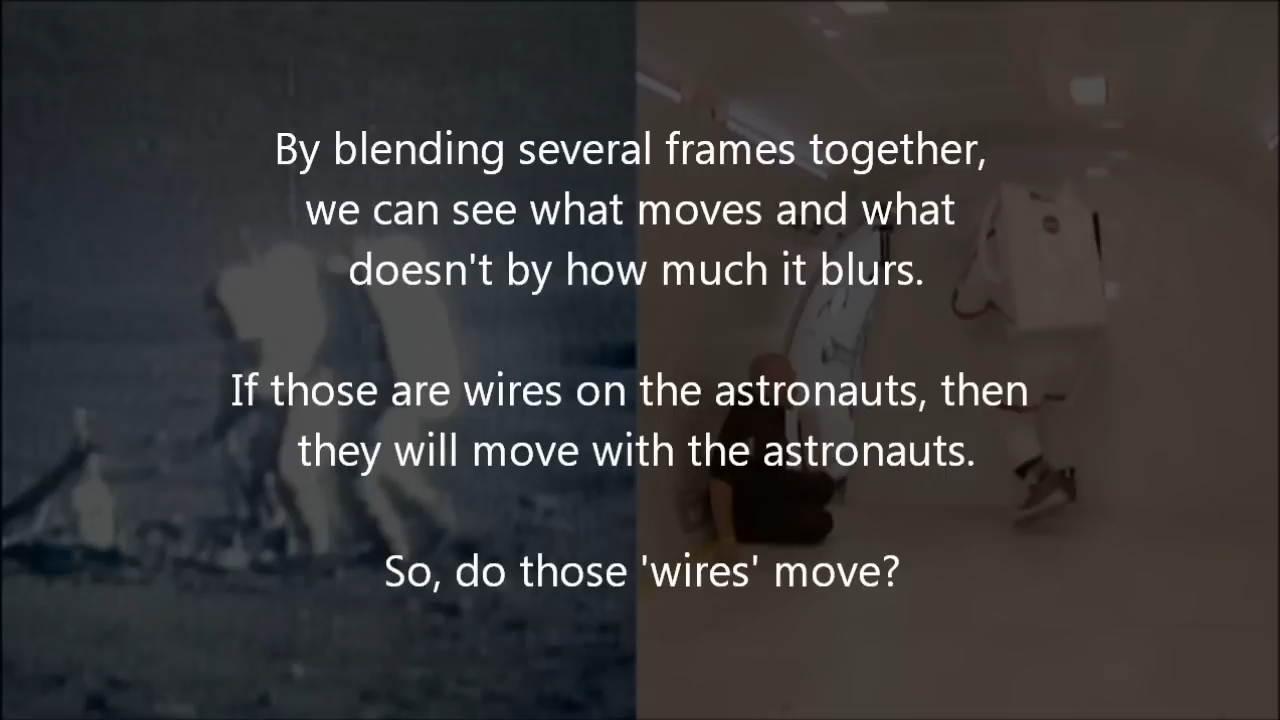 By blending several frames together,
we can see what moves and what
doesn't by how much it blurs.
If those are wires on the astronauts, then
they will move with the astronauts.
So, do those 'wires' move?